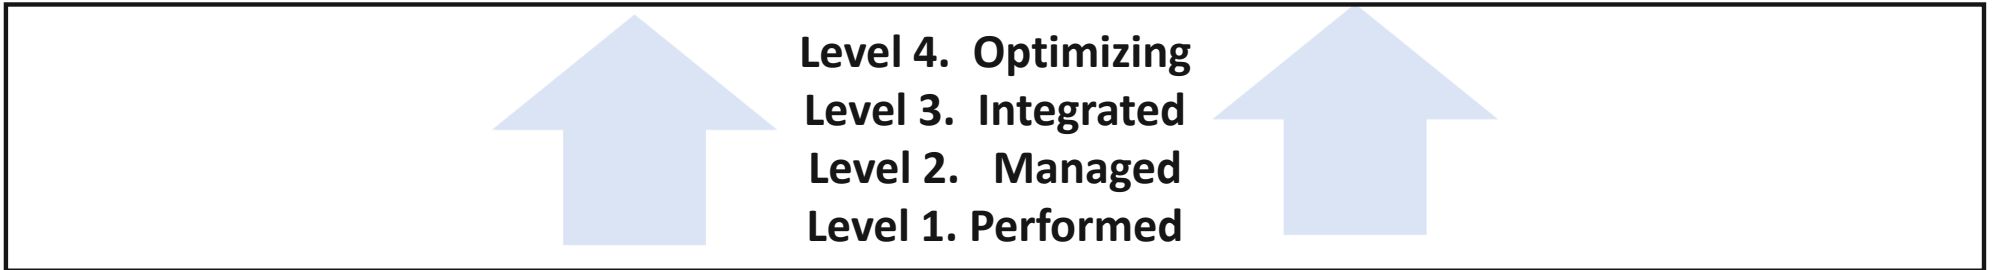 Level 4. Optimizing
Level 3. Integrated
Level 2. Managed
Level 1. Performed